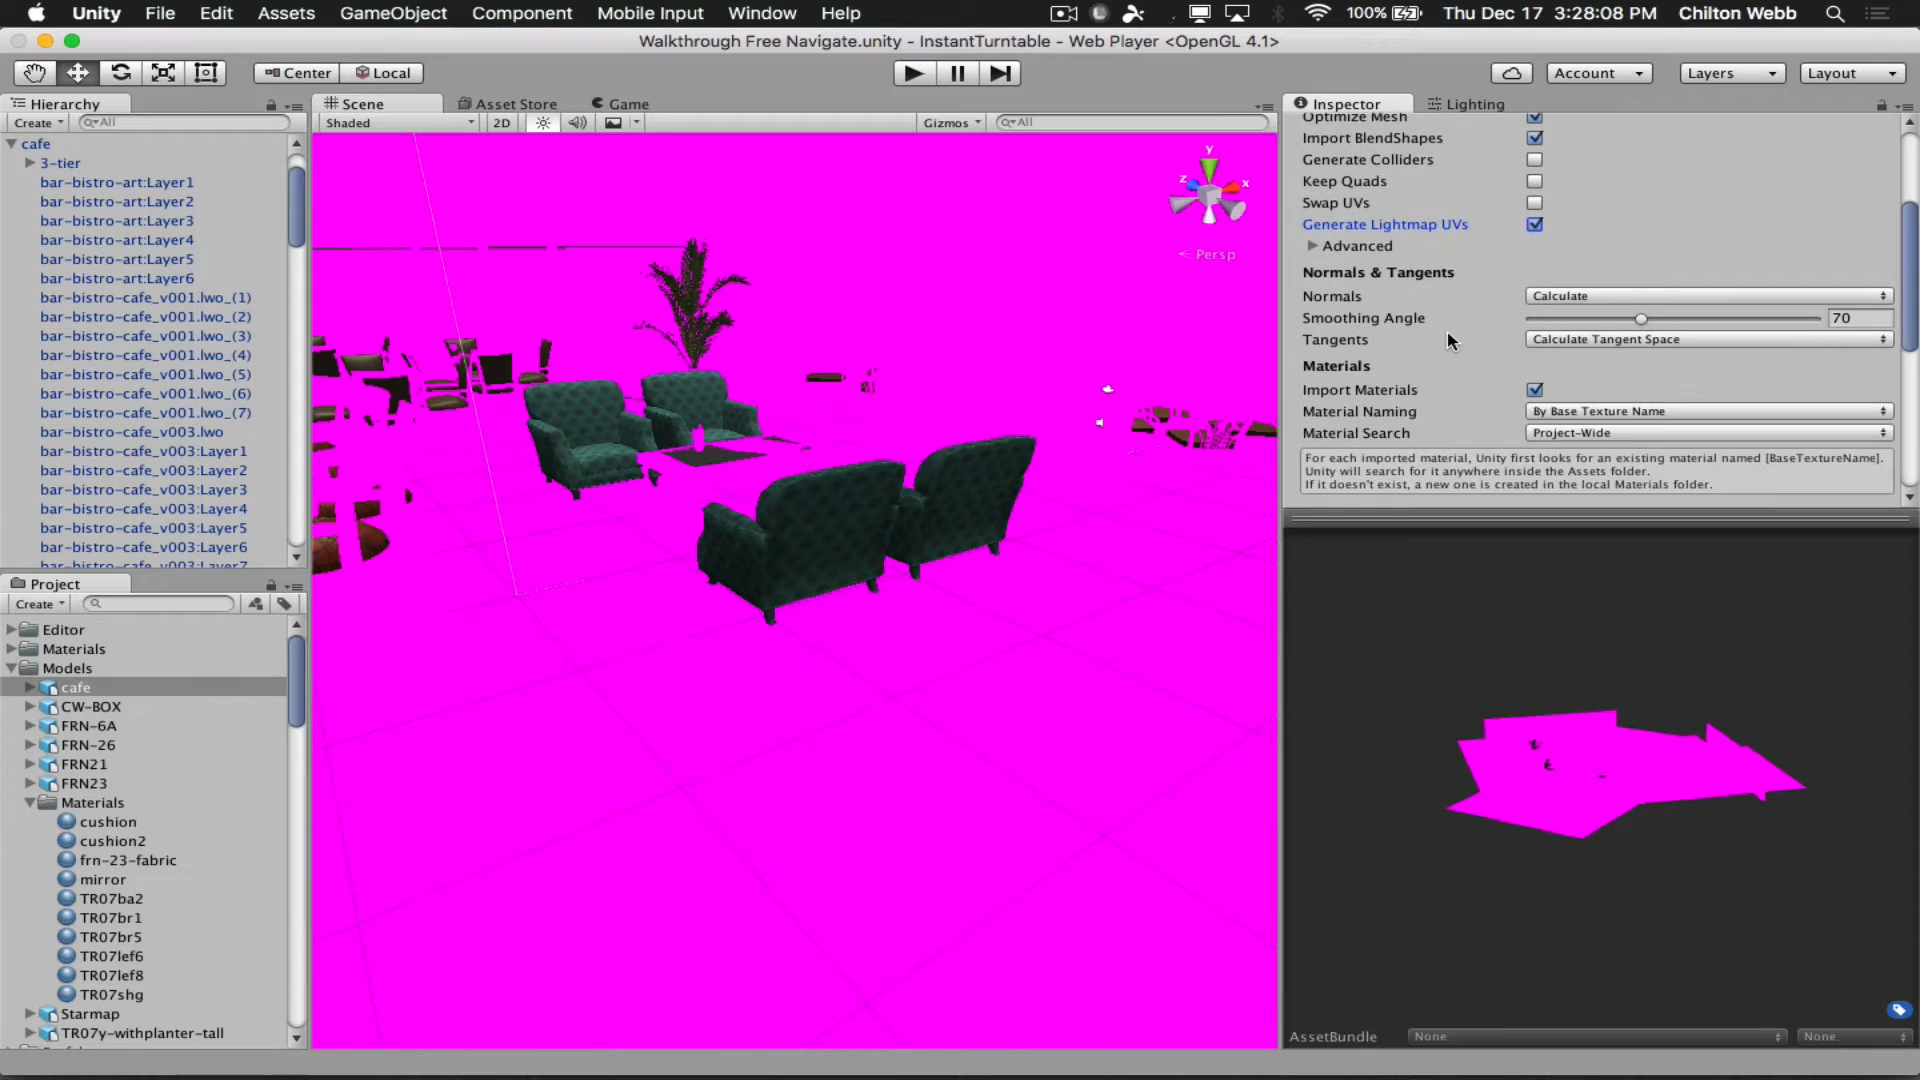 Unity File Edit Assets GameObject Component Mobile Input Window Help 100% Thu Dec 17 3:28:08 PM Chilton Webb
Walkthrough Free Navigate.unity - InstantTurntable - Web Player <OpenGL 4.1>
Center Local Account Layers Layout
Hierarchy
Create All
cafe
3-tier
bar-bistro-art:Layer1
bar-bistro-art:Layer2
bar-bistro-art:Layer3
bar-bistro-art:Layer4
bar-bistro-art:Layer5
bar-bistro-art:Layer6
bar-bistro-cafe_v001.lwo_(1)
bar-bistro-cafe_v001.lwo_(2)
bar-bistro-cafe_v001.lwo_(3)
bar-bistro-cafe_v001.lwo_(4)
bar-bistro-cafe_v001.lwo_(5)
bar-bistro-cafe_v001.lwo_(6)
bar-bistro-cafe_v001.lwo_(7)
bar-bistro-cafe_v003.lwo
bar-bistro-cafe_v003:Layer1
bar-bistro-cafe_v003:Layer2
bar-bistro-cafe_v003:Layer3
bar-bistro-cafe_v003:Layer4
bar-bistro-cafe_v003:Layer5
bar-bistro-cafe_v003:Layer6
bar-bistro-cafe_v003:Layer7
Project
Create
Editor
Materials
Models
cafe
CW-BOX
FRN-6A
FRN-26
FRN21
FRN23
Materials
cushion
cushion2
frn-23-fabric
mirror
TR07ba2
TR07br1
TR07br5
TR07lef6
TR07lef8
TR07shg
Starmap
TR07y-withplanter-tall
Scene Asset Store Game
Shaded 2D Gizmos All
y
z x
Persp
Inspector Lighting
Optimize Mesh
Import BlendShapes
Generate Colliders
Keep Quads
Swap UVs
Generate Lightmap UVs
Advanced
Normals & Tangents
Normals Calculate
Smoothing Angle 70
Tangents Calculate Tangent Space
Materials
Import Materials
Material Naming By Base Texture Name
Material Search Project-Wide
For each imported material, Unity first looks for an existing material named [BaseTextureName].
Unity will search for it anywhere inside the Assets folder.
If it doesn't exist, a new one is created in the local Materials folder.
AssetBundle None None